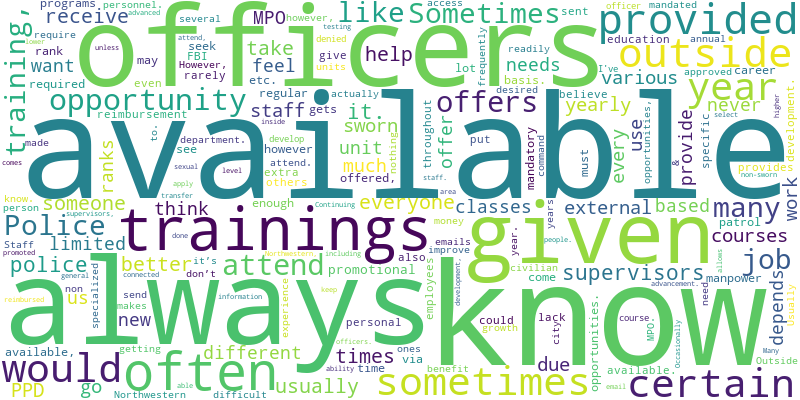 officers
available
always
know
given
trainings
often
year
provided
outside
certain
sometimes
many
would
attend
Police
opportunity
offers
Sometimes
like
receive
MPO
training,
want
take
feel
help
needs
various
yearly
never
programs,
personnel.
several
however,
rank
require
seek
FBI
may
However,
rarely
even
required
reimbursement
etc.
give
lot
frequently
sent
access
officer
mandated
readily
education
annual
I've
approved
career
denied
testing
units
basis.
desired
believe
advanced
lower
unless
actually
regular
staff
gets
it.
sworn
offer
throughout
mandatory
command
use
every
put
opportunities,
must
specific
provide
&
development.
provides
non-sworn
work
select
higher
inside
department.
to.
see
sexual
however
develop
attend.
unit
much
offered,
nothing
ranks
made
comes
someone
apply
level
extra
others
transfer
enough
everyone
classes
external
based
courses
patrol
know.
person
supervisors,
Continuing
staff.
area
think
money
years
Staff
limited
police
better
us
new
promoted
non
general
specialized
it's
don't
done
connected
promotional
Northwestern,
including
also
emails
improve
employees
civilian
year.
people.
supervisors
manpower
depends
job
need
advancement.
allows
Usually
makes
send
information
experience
personal
keep
officers.
could
growth
lack
city
due
come
course.
MPO.
Occasionally
Many
Outside
available,
PPD
reimbursed
go
getting
able
Northwestern
different
difficult
usually
times
time
ability
ones
via
benefit
development,
opportunities.
available.
email